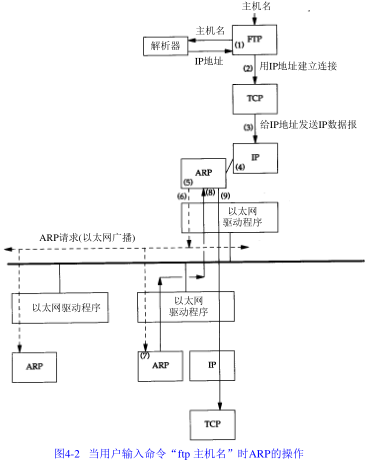 主机名
主机名
解析器
(1)
FTP
IP地址
(2)
用IP地址建立连接
TCP
(3)
给IP地址发送IP数据报
ARP
(4)
IP
(5)
(6)
(8)
(9)
以太网
驱动程序
ARP请求(以太网广播)
以太网驱动程序
以太网
驱动程序
(7)
ARP
ARP
IP
TCP
图4-2 当用户输入命令“ftp 主机名”时ARP的操作